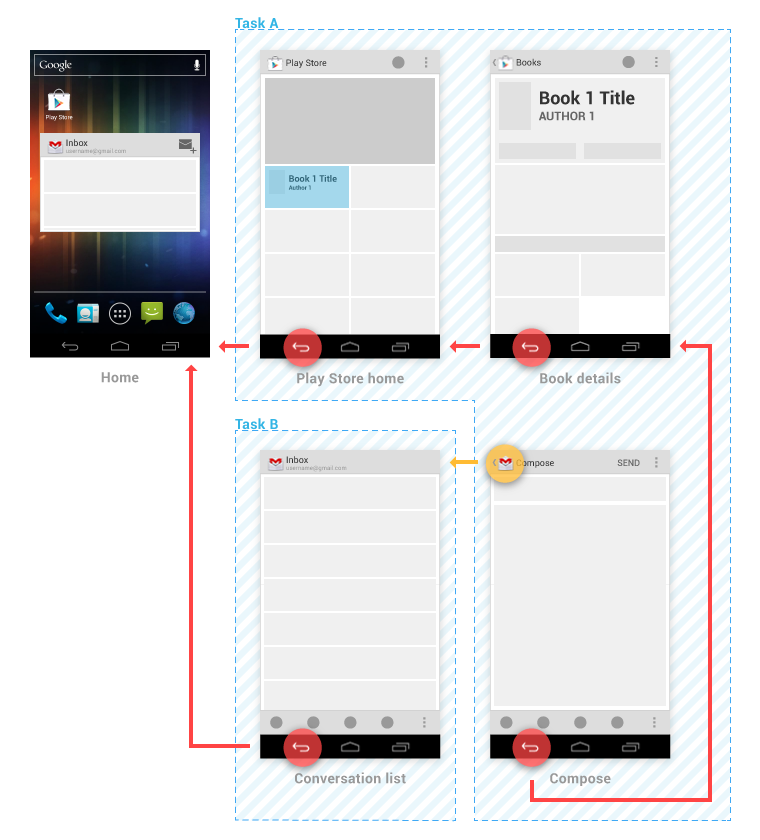 Task A
Google
Play Store
Inbox
username@gmail.com
Play Store
Book 1 Title
Author 1
Books
Book 1 Title
AUTHOR 1
Home
Play Store home
Book details
Task B
Inbox
username@gmail.com
Compose
SEND
Conversation list
Compose